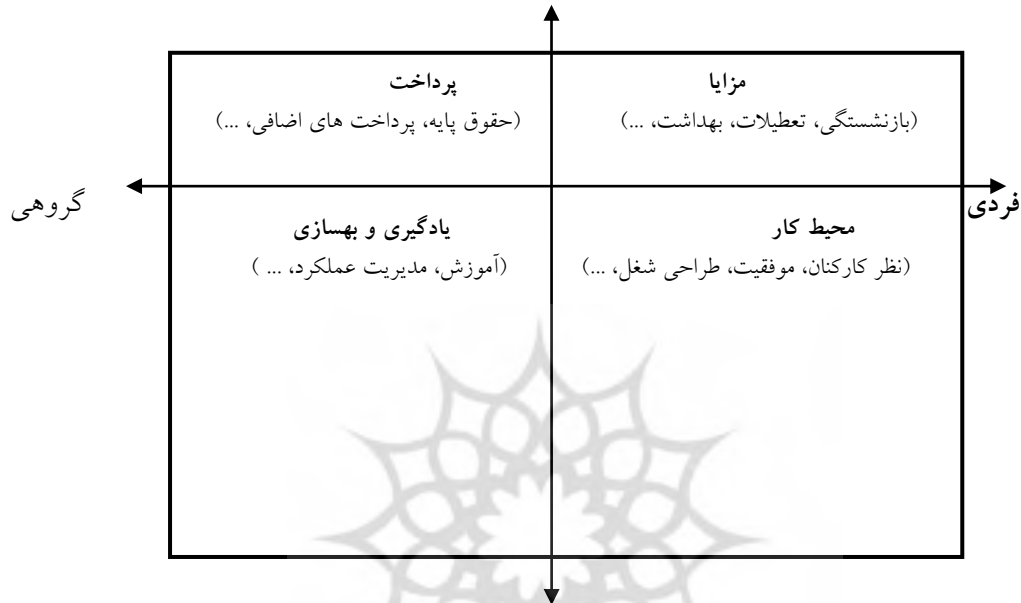 مزایا
(بازنشستگی، تعطیلات، بهداشت، ...)
پرداخت
(حقوق پایه، پرداخت های اضافی، ...)
فردی
گروهی
محیط کار
(نظر کارکنان، موفقیت، طراحی شغل، ...)
یادگیری و بهسازی
(آموزش، مدیریت عملکرد، ... )